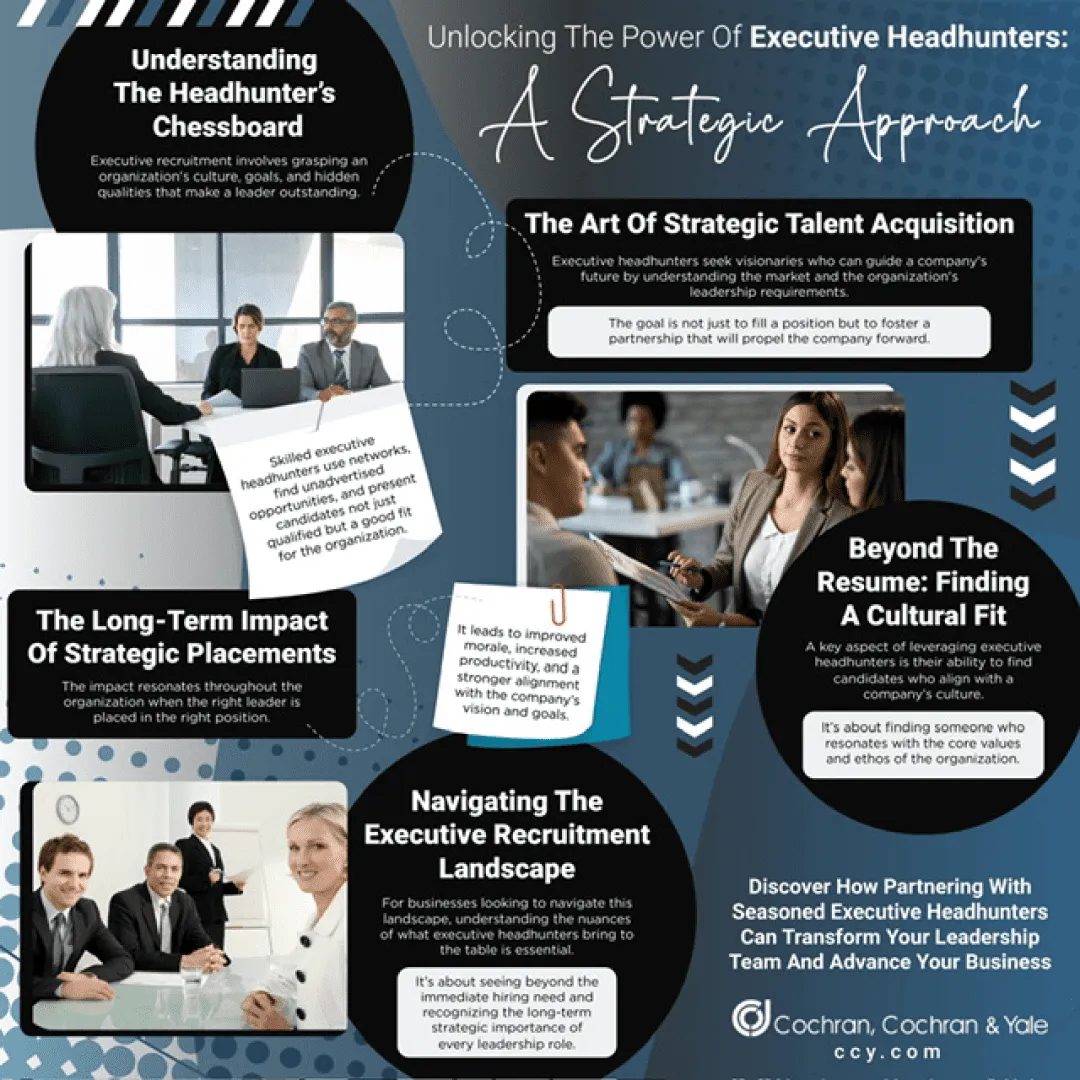 Unlocking The Power Of Executive Headhunters:
A Strategic Approach
Understanding
The Headhunter's
Chessboard
Executive recruitment involves grasping an
organization's culture, goals, and hidden
qualities that make a leader outstanding.
The Art Of Strategic Talent Acquisition
Executive headhunters seek visionaries who can guide a company's
future by understanding the market and the organization's
leadership requirements.
The goal is not just to fill a position but to foster a
partnership that will propel the company forward.
Skilled executive
headhunters use networks,
find unadvertised
opportunities, and present
candidates not just
qualified but a good fit
for the organization.
Beyond The
Resume: Finding
A Cultural Fit
A key aspect of leveraging executive
headhunters is their ability to find
candidates who align with a
company's culture.
It's about finding someone who
resonates with the core values
and ethos of the organization.
The Long-Term Impact
Of Strategic Placements
The impact resonates throughout the
organization when the right leader is
placed in the right position.
It leads to improved
morale, increased
productivity, and a
stronger alignment
with the company's
vision and goals.
Navigating The
Executive Recruitment
Landscape
For businesses looking to navigate this
landscape, understanding the nuances
of what executive headhunters bring to
the table is essential.
It's about seeing beyond the
immediate hiring need and
recognizing the long-term
strategic importance of
every leadership role.
Discover How Partnering With
Seasoned Executive Headhunters
Can Transform Your Leadership
Team And Advance Your Business
Cochran, Cochran & Yale
ccy.com